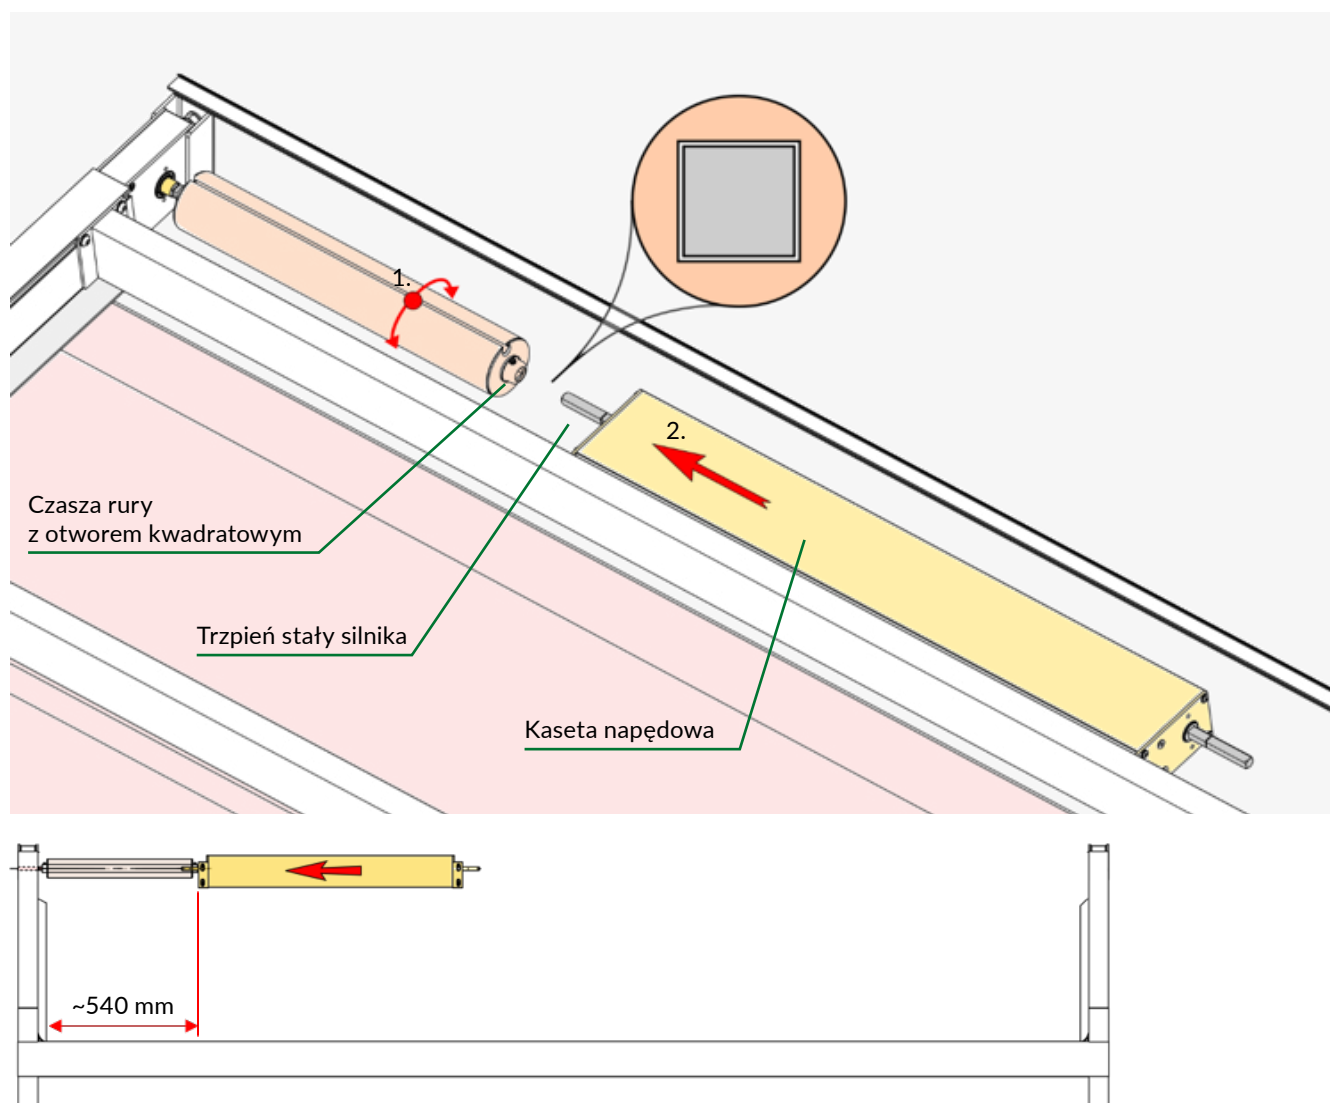 1.
2.
Czasza rury
z otworem kwadratowym
Trzpień stały silnika
Kaseta napędowa
~540 mm